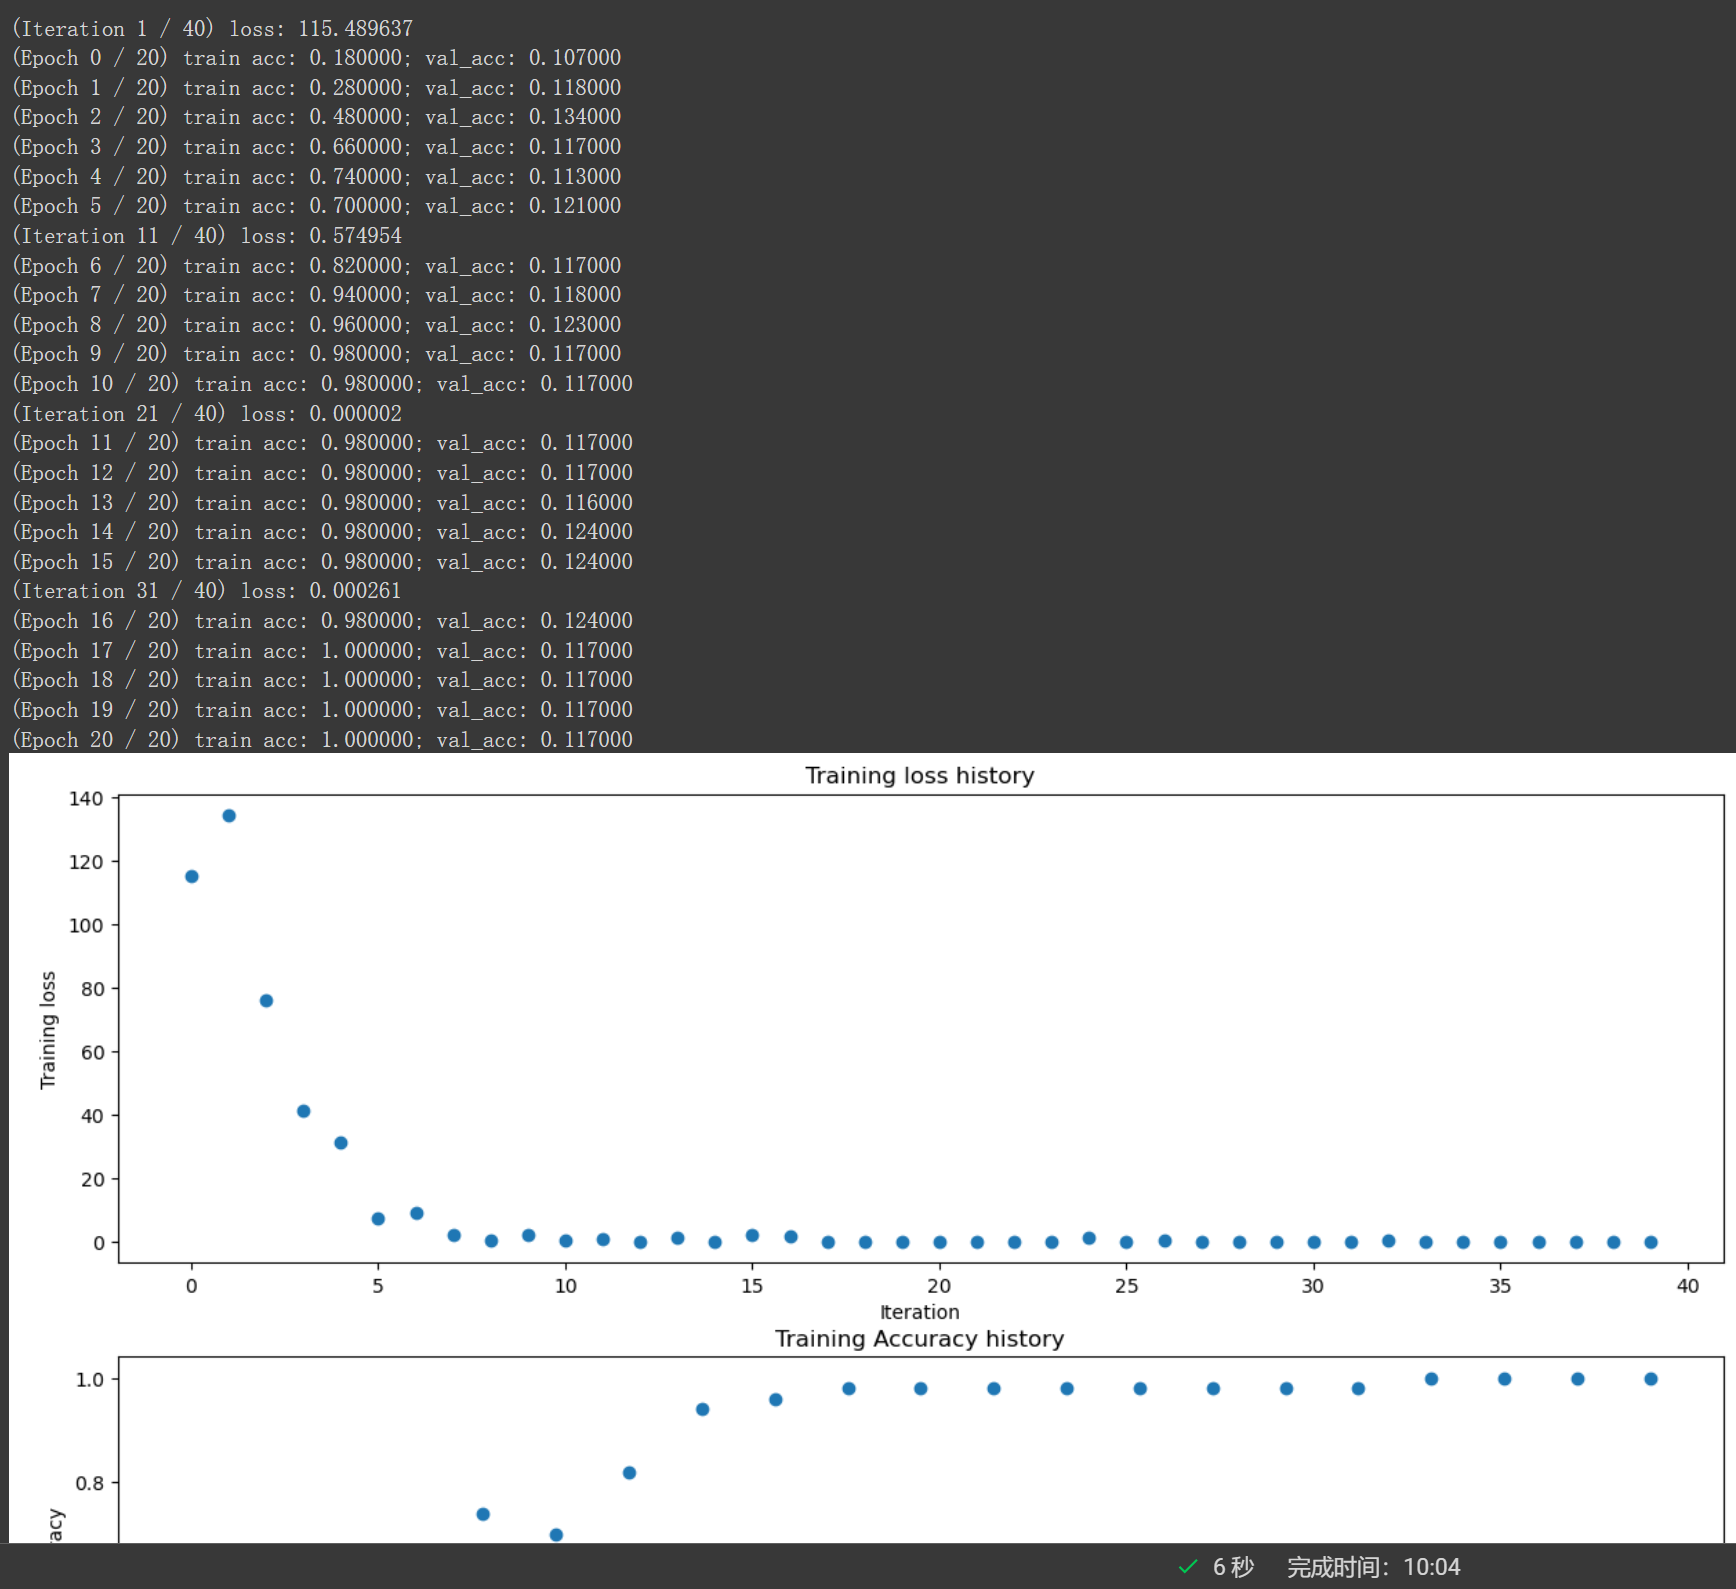 (Iteration 1 / 40) loss: 115.489637
(Epoch 0 / 20) train acc: 0.180000; val_acc: 0.107000
(Epoch 1 / 20) train acc: 0.280000; val_acc: 0.118000
(Epoch 2 / 20) train acc: 0.480000; val_acc: 0.134000
(Epoch 3 / 20) train acc: 0.660000; val_acc: 0.117000
(Epoch 4 / 20) train acc: 0.740000; val_acc: 0.113000
(Epoch 5 / 20) train acc: 0.700000; val_acc: 0.121000
(Iteration 11 / 40) loss: 0.574954
(Epoch 6 / 20) train acc: 0.820000; val_acc: 0.117000
(Epoch 7 / 20) train acc: 0.940000; val_acc: 0.118000
(Epoch 8 / 20) train acc: 0.960000; val_acc: 0.123000
(Epoch 9 / 20) train acc: 0.980000; val_acc: 0.117000
(Epoch 10 / 20) train acc: 0.980000; val_acc: 0.117000
(Iteration 21 / 40) loss: 0.000002
(Epoch 11 / 20) train acc: 0.980000; val_acc: 0.117000
(Epoch 12 / 20) train acc: 0.980000; val_acc: 0.117000
(Epoch 13 / 20) train acc: 0.980000; val_acc: 0.116000
(Epoch 14 / 20) train acc: 0.980000; val_acc: 0.124000
(Epoch 15 / 20) train acc: 0.980000; val_acc: 0.124000
(Iteration 31 / 40) loss: 0.000261
(Epoch 16 / 20) train acc: 0.980000; val_acc: 0.124000
(Epoch 17 / 20) train acc: 1.000000; val_acc: 0.117000
(Epoch 18 / 20) train acc: 1.000000; val_acc: 0.117000
(Epoch 19 / 20) train acc: 1.000000; val_acc: 0.117000
(Epoch 20 / 20) train acc: 1.000000; val_acc: 0.117000
Training loss history
140
120
100
80
60
40
20
0
Training loss
0 5 10 15 20 25 30 35 40
Iteration
Training Accuracy history
1.0
0.8
racy
6 秒 完成时间: 10:04